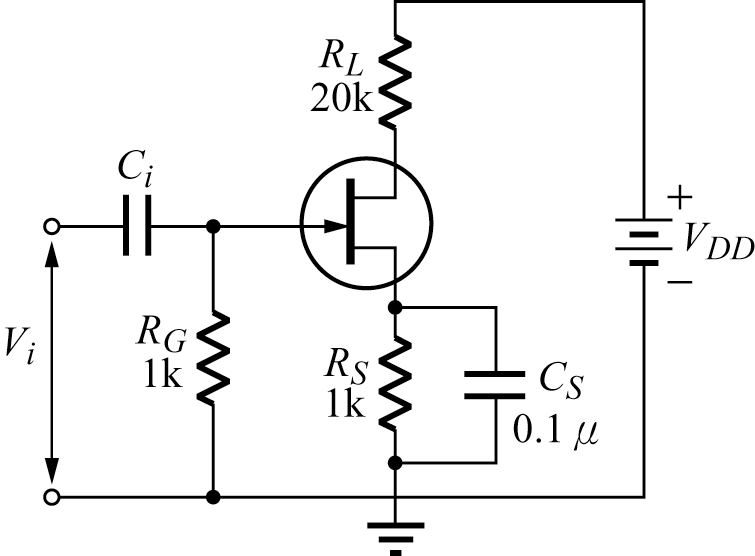 R_L
20k
C_i
+
V_DD
−
V_i
R_G
1k
R_S
1k
C_S
0.1 μ